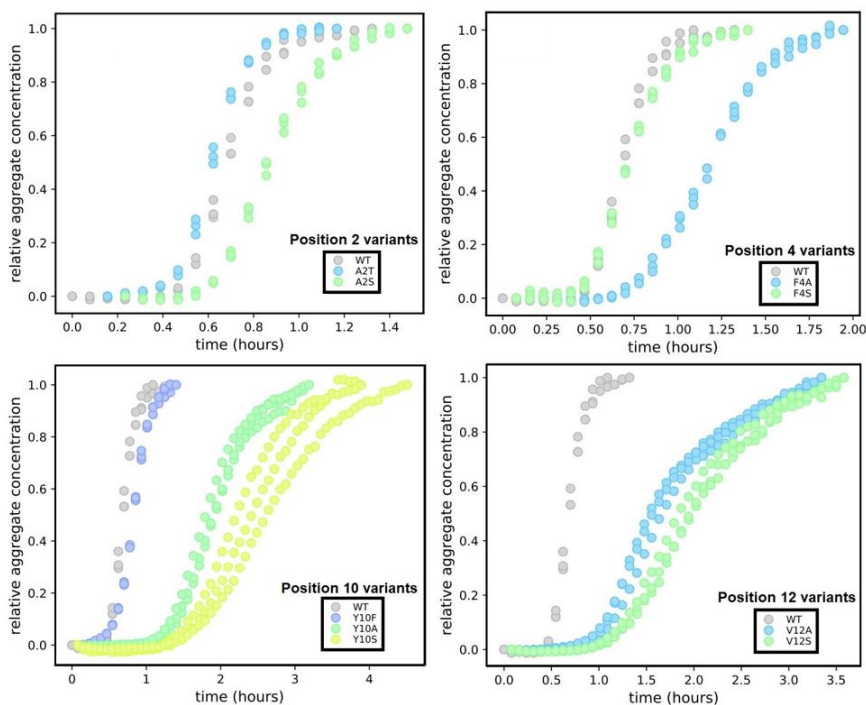 relative aggregate concentration
1.0
0.8
0.6
0.4
0.2
0.0
Position 2 variants
WT
A2T
A2S
0.0 0.2 0.4 0.6 0.8 1.0 1.2 1.4
time (hours)
relative aggregate concentration
1.0
0.8
0.6
0.4
0.2
0.0
Position 4 variants
WT
F4A
F4S
0.00 0.25 0.50 0.75 1.00 1.25 1.50 1.75 2.00
time (hours)
relative aggregate concentration
1.0
0.8
0.6
0.4
0.2
0.0
Position 10 variants
WT
Y10F
Y10A
Y10S
0 1 2 3 4
time (hours)
relative aggregate concentration
1.0
0.8
0.6
0.4
0.2
0.0
Position 12 variants
WT
V12A
V12S
0.0 0.5 1.0 1.5 2.0 2.5 3.0 3.5
time (hours)